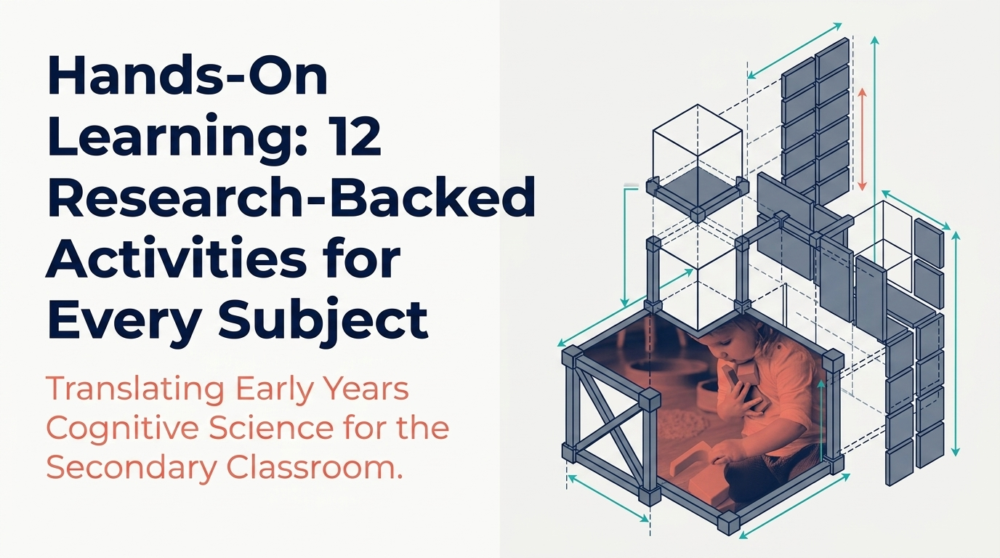 Hands-On
Learning: 12
Research-Backed
Activities for
Every Subject
Translating Early Years
Cognitive Science for the
Secondary Classroom.